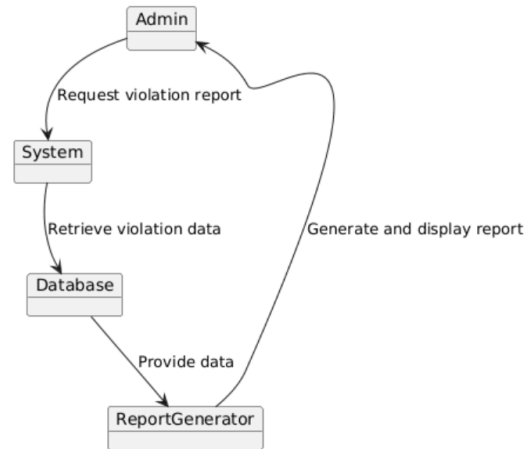 Admin
Request violation report
System
Retrieve violation data
Generate and display report
Database
Provide data
ReportGenerator